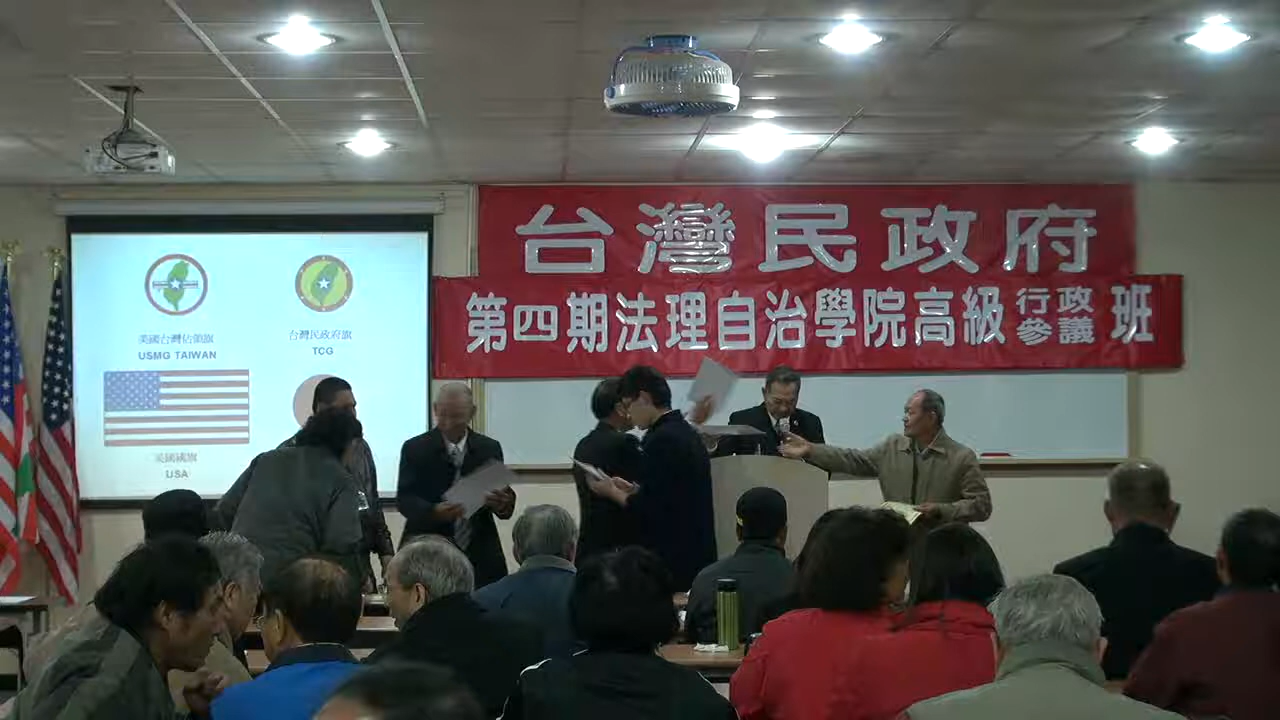 台灣民政府
第四期法理自治學院高級行政參議班
美國台灣佔領旗
USMG TAIWAN
台灣民政府旗
TCG
美國國旗
USA